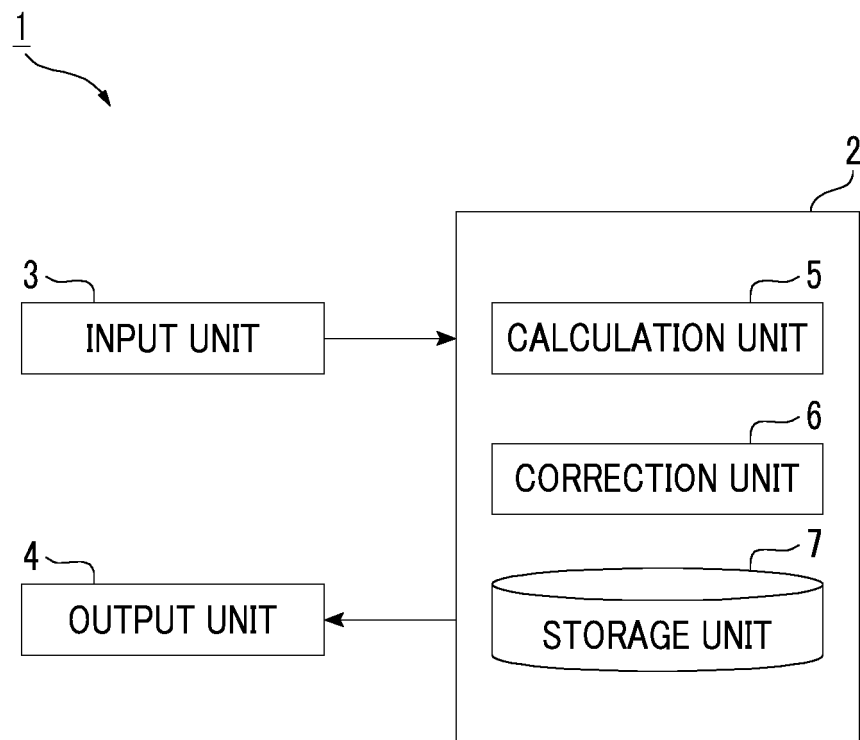 1
2
3
INPUT UNIT
5
CALCULATION UNIT
6
CORRECTION UNIT
4
OUTPUT UNIT
7
STORAGE UNIT